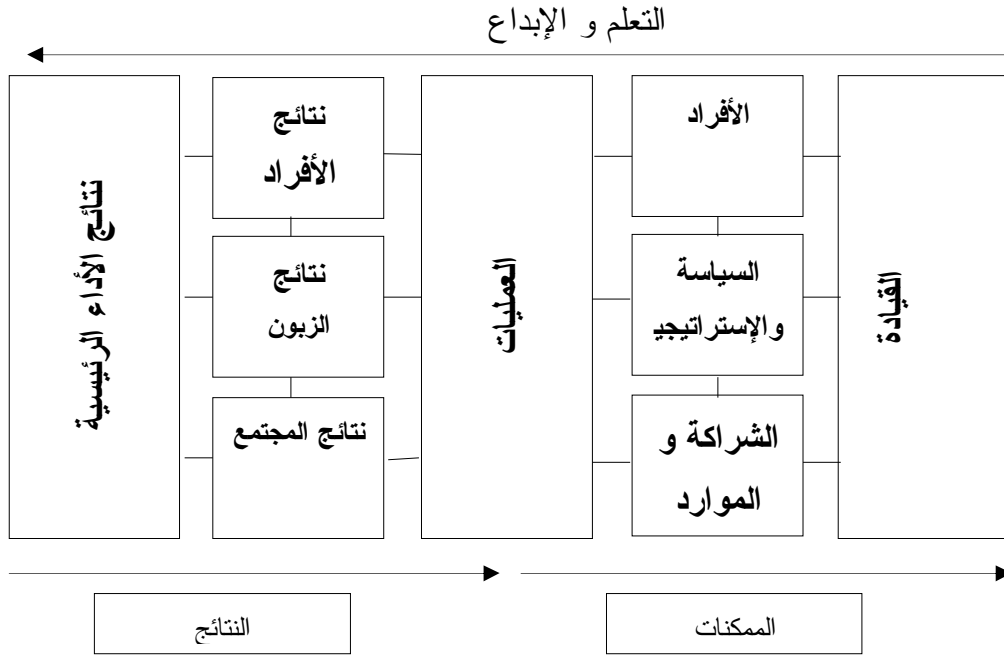 التعلم و الإبداع
القيادة
الأفراد
السياسة
والإستراتيجي
الشراكة و
الموارد
العمليات
نتائج
الأفراد
نتائج
الزبون
نتائج المجتمع
نتائج الأداء الرئيسية
الممكنات
النتائج